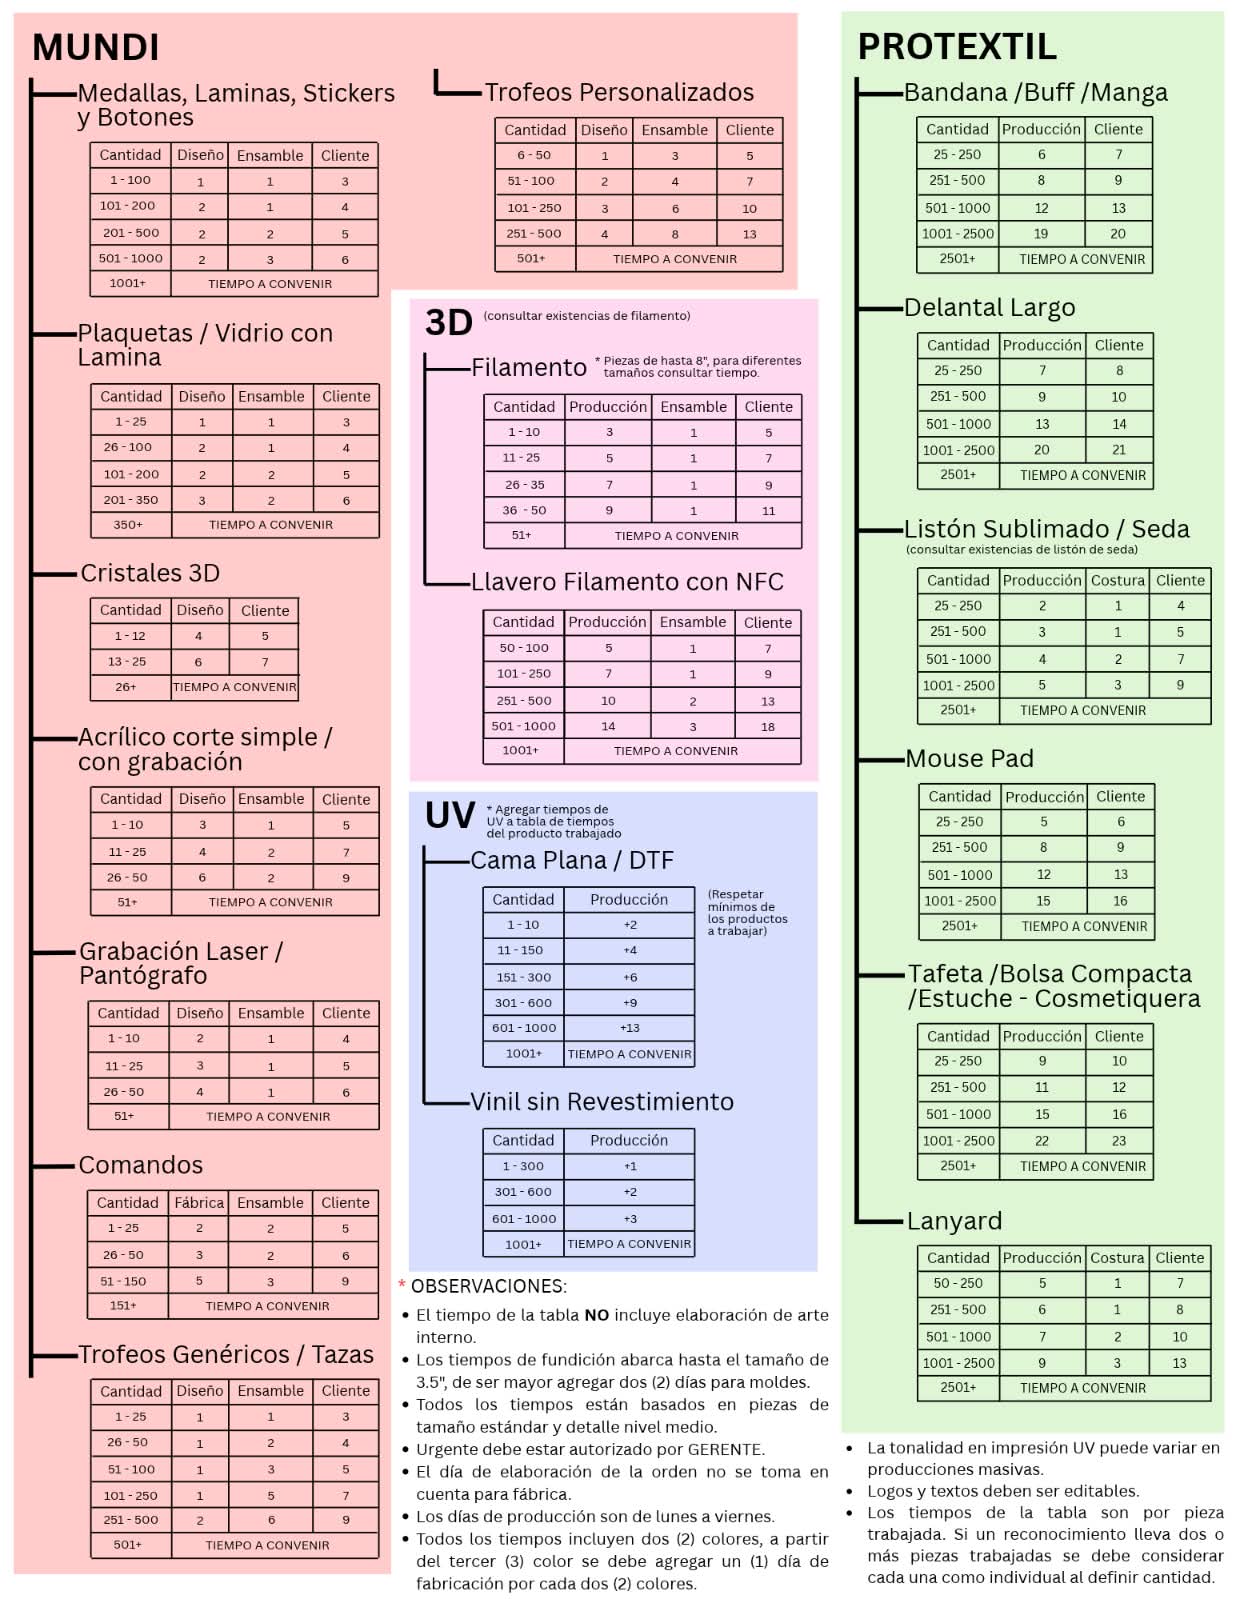 MUNDI
Medallas, Laminas, Stickers
y Botones
Cantidad Diseño Ensamble Cliente
1 - 100 1 1 3
101 - 200 2 1 4
201 - 500 2 2 5
501 - 1000 2 3 6
1001+ TIEMPO A CONVENIR
Plaquetas / Vidrio con
Lamina
Cantidad Diseño Ensamble Cliente
1 - 25 1 1 3
26 - 100 2 1 4
101 - 200 2 2 5
201 - 350 3 2 6
350+ TIEMPO A CONVENIR
Cristales 3D
Cantidad Diseño Cliente
1 - 12 4 5
13 - 25 6 7
26+ TIEMPO A CONVENIR
Acrílico corte simple /
con grabación
Cantidad Diseño Ensamble Cliente
1 - 10 3 1 5
11 - 25 4 2 7
26 - 50 6 2 9
51+ TIEMPO A CONVENIR
Grabación Laser /
Pantógrafo
Cantidad Diseño Ensamble Cliente
1 - 10 2 1 4
11 - 25 3 1 5
26 - 50 4 1 6
51+ TIEMPO A CONVENIR
Comandos
Cantidad Fábrica Ensamble Cliente
1 - 25 2 2 5
26 - 50 3 2 6
51 - 150 5 3 9
151+ TIEMPO A CONVENIR
Trofeos Genéricos / Tazas
Cantidad Diseño Ensamble Cliente
1 - 25 1 1 3
26 - 50 1 2 4
51 - 100 1 3 5
101 - 250 1 5 7
251 - 500 2 6 9
501+ TIEMPO A CONVENIR
Trofeos Personalizados
Cantidad Diseño Ensamble Cliente
6 - 50 1 3 5
51 - 100 2 4 7
101 - 250 3 6 10
251 - 500 4 8 13
501+ TIEMPO A CONVENIR
3D (consultar existencias de filamento)
Filamento * Piezas de hasta 8", para diferentes
tamaños consultar tiempo.
Cantidad Producción Ensamble Cliente
1 - 10 3 1 5
11 - 25 5 1 7
26 - 35 7 1 9
36 - 50 9 1 11
51+ TIEMPO A CONVENIR
Llavero Filamento con NFC
Cantidad Producción Ensamble Cliente
50 - 100 5 1 7
101 - 250 7 1 9
251 - 500 10 2 13
501 - 1000 14 3 18
1001+ TIEMPO A CONVENIR
UV * Agregar tiempos de
UV a tabla de tiempos
del producto trabajado
Cama Plana / DTF
Cantidad Producción
1 - 10 +2
11 - 150 +4
151 - 300 +6
301 - 600 +9
601 - 1000 +13
1001+ TIEMPO A CONVENIR
(Respetar
mínimos de
los productos
a trabajar)
Vinil sin Revestimiento
Cantidad Producción
1 - 300 +1
301 - 600 +2
601 - 1000 +3
1001+ TIEMPO A CONVENIR
* OBSERVACIONES:
• El tiempo de la tabla NO incluye elaboración de arte
interno.
• Los tiempos de fundición abarca hasta el tamaño de
3.5", de ser mayor agregar dos (2) días para moldes.
• Todos los tiempos están basados en piezas de
tamaño estándar y detalle nivel medio.
• Urgente debe estar autorizado por GERENTE.
• El día de elaboración de la orden no se toma en
cuenta para fábrica.
• Los días de producción son de lunes a viernes.
• Todos los tiempos incluyen dos (2) colores, a partir
del tercer (3) color se debe agregar un (1) día de
fabricación por cada dos (2) colores.
PROTEXTIL
Bandana /Buff /Manga
Cantidad Producción Cliente
25 - 250 6 7
251 - 500 8 9
501 - 1000 12 13
1001 - 2500 19 20
2501+ TIEMPO A CONVENIR
Delantal Largo
Cantidad Producción Cliente
25 - 250 7 8
251 - 500 9 10
501 - 1000 13 14
1001 - 2500 20 21
2501+ TIEMPO A CONVENIR
Listón Sublimado / Seda
(consultar existencias de listón de seda)
Cantidad Producción Costura Cliente
25 - 250 2 1 4
251 - 500 3 1 5
501 - 1000 4 2 7
1001 - 2500 5 3 9
2501+ TIEMPO A CONVENIR
Mouse Pad
Cantidad Producción Cliente
25 - 250 5 6
251 - 500 8 9
501 - 1000 12 13
1001 - 2500 15 16
2501+ TIEMPO A CONVENIR
Tafeta /Bolsa Compacta
/Estuche - Cosmetiquera
Cantidad Producción Cliente
25 - 250 9 10
251 - 500 11 12
501 - 1000 15 16
1001 - 2500 22 23
2501+ TIEMPO A CONVENIR
Lanyard
Cantidad Producción Costura Cliente
50 - 250 5 1 7
251 - 500 6 1 8
501 - 1000 7 2 10
1001 - 2500 9 3 13
2501+ TIEMPO A CONVENIR
• La tonalidad en impresión UV puede variar en
producciones masivas.
• Logos y textos deben ser editables.
• Los tiempos de la tabla son por pieza
trabajada. Si un reconocimiento lleva dos o
más piezas trabajadas se debe considerar
cada una como individual al definir cantidad.